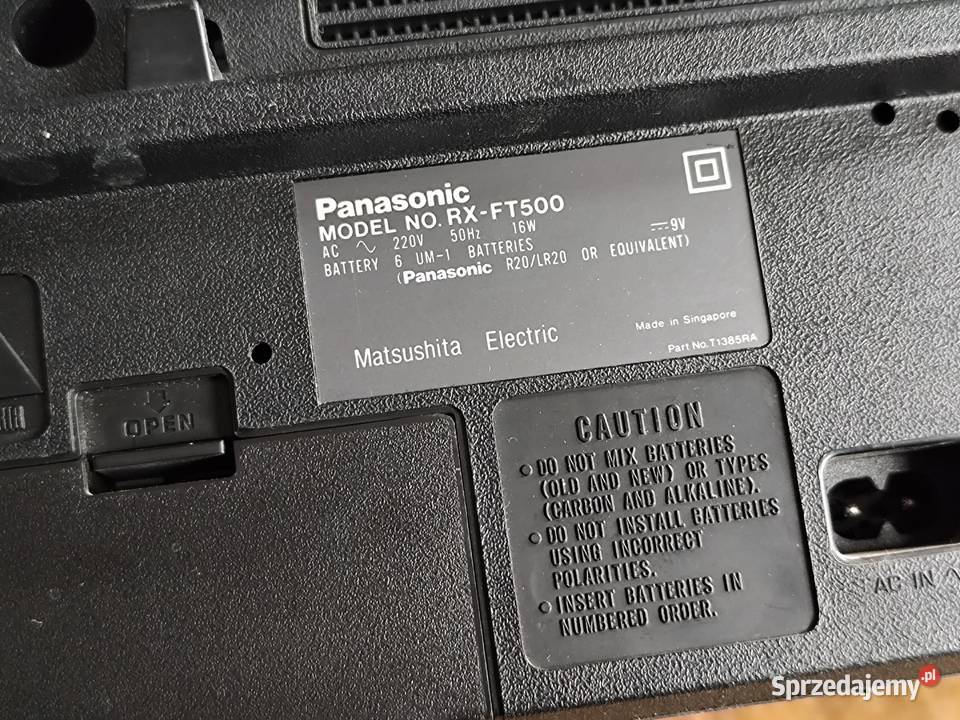 Panasonic
MODEL NO. RX-FT500
AC ~ 220V 50Hz 16W
BATTERY 6 UM-1 BATTERIES ⎓9V
(Panasonic R20/LR20 OR EQUIVALENT)
Matsushita Electric
Made in Singapore
Part No.T1385RA
OPEN
CAUTION
DO NOT MIX BATTERIES
(OLD AND NEW) OR TYPES
(CARBON AND ALKALINE).
DO NOT INSTALL BATTERIES
USING INCORRECT
POLARITIES.
INSERT BATTERIES IN
NUMBERED ORDER.
AC IN ~
Sprzedajemy.pl